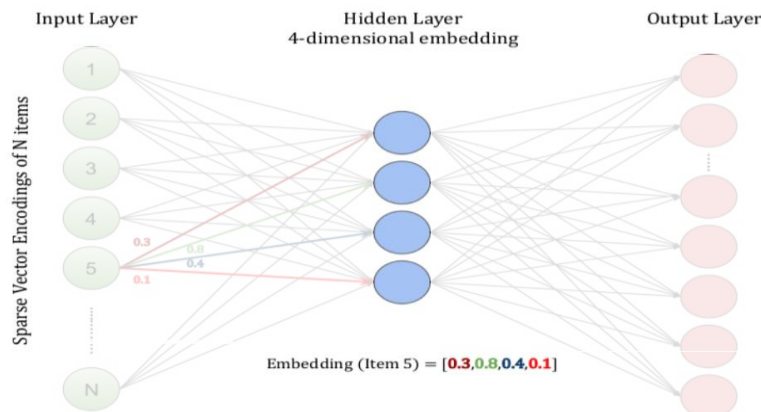 Input Layer
Hidden Layer
4-dimensional embedding
Output Layer
Sparse Vector Encodings of N items
1
2
3
4
5
N
0.3
0.8
0.4
0.1
Embedding (Item 5) = [0.3,0.8,0.4,0.1]